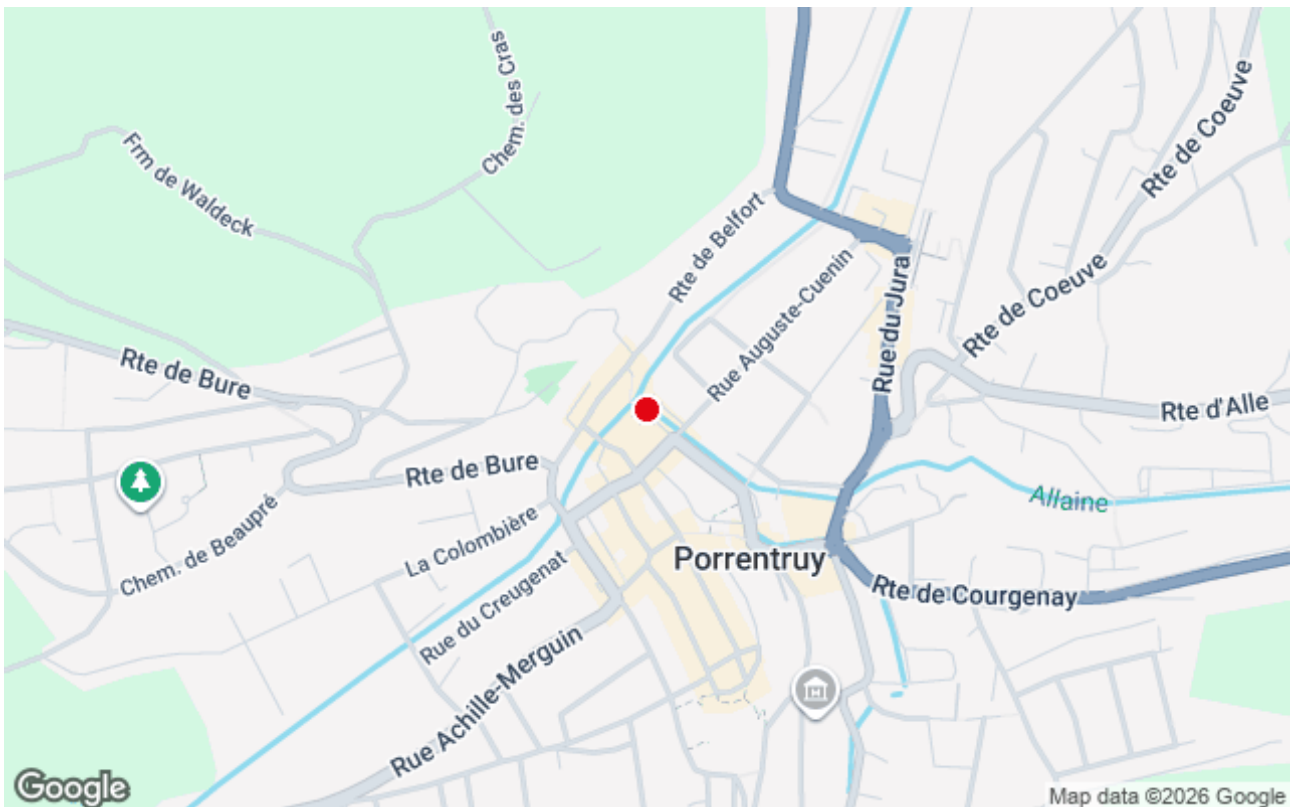 Chem. des Cras
Frm de Waldeck
Rte de Coeuve
Rte de Belfort
Rue Auguste-Cuenin
Rue du Jura
Rte de Coeuve
Rte de Bure
Rte d'Alle
Rte de Bure
Allaine
Chem. de Beaupré
La Colombière
Porrentruy
Rue du Creugenat
Rte de Courgenay
Rue Achille-Merguin
Google
Map data ©2026 Google